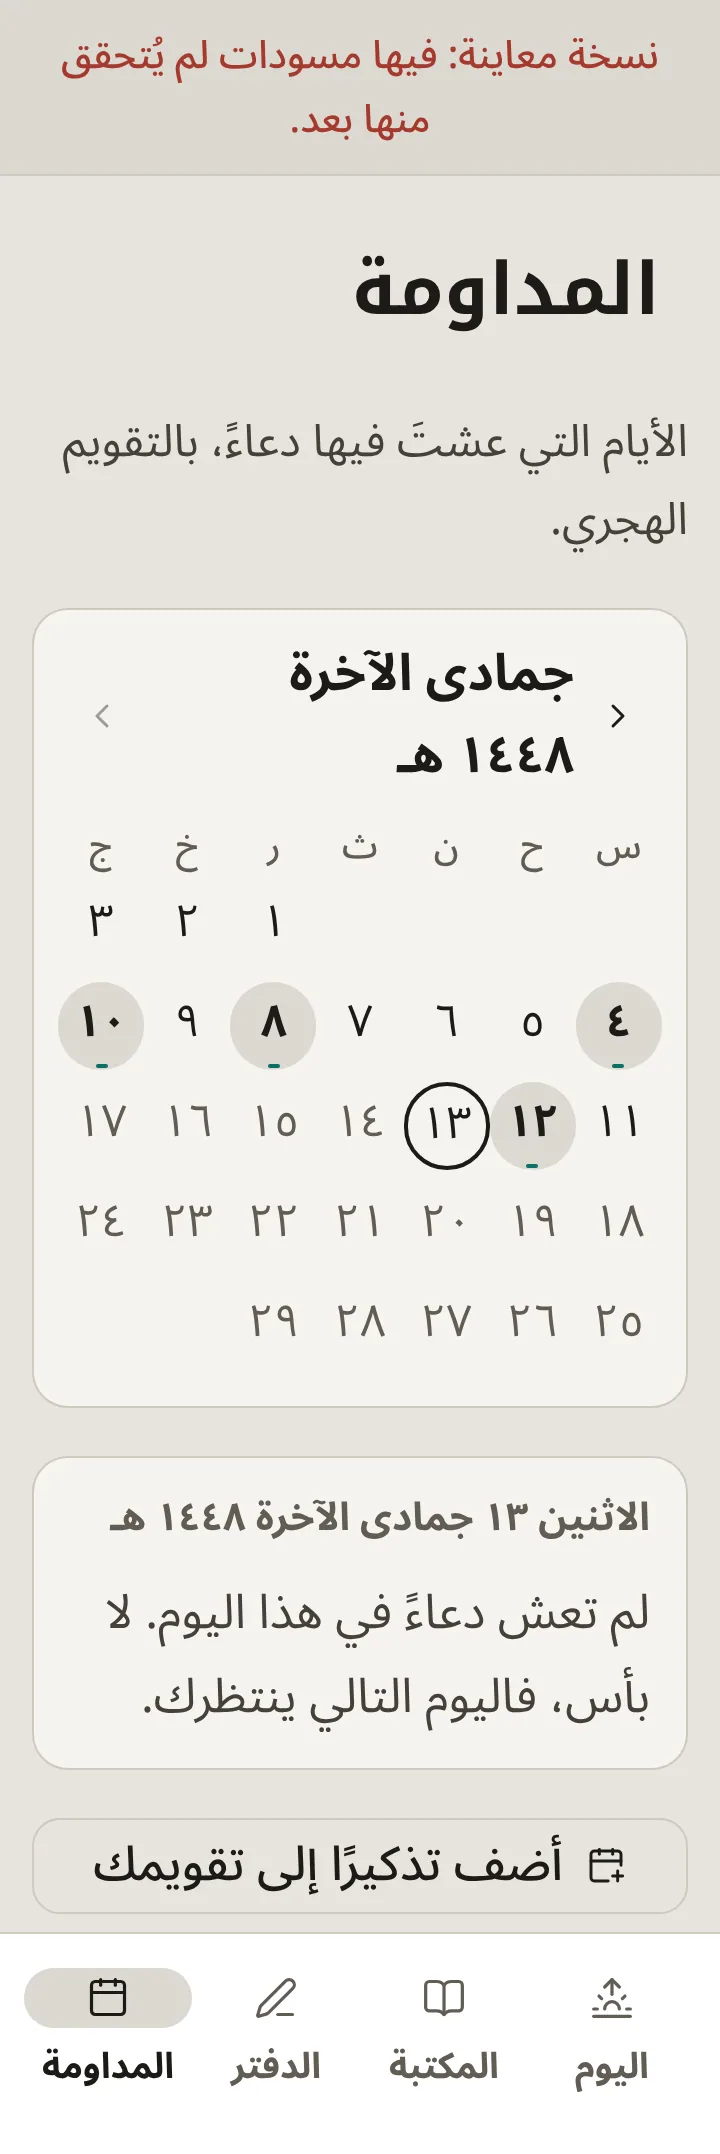 نسخة معاينة: فيها مسودات لم يُتحقق
منها بعد.
المداومة
الأيام التي عشتَ فيها دعاءً، بالتقويم
الهجري.
جمادى الآخرة
١٤٤٨ هـ
س ح ن ث ر خ ج
١ ٢ ٣
٤ ٥ ٦ ٧ ٨ ٩ ١٠
١١ ١٢ ١٣ ١٤ ١٥ ١٦ ١٧
١٨ ١٩ ٢٠ ٢١ ٢٢ ٢٣ ٢٤
٢٥ ٢٦ ٢٧ ٢٨ ٢٩
الاثنين ١٣ جمادى الآخرة ١٤٤٨ هـ
لم تعش دعاءً في هذا اليوم. لا
بأس، فاليوم التالي ينتظرك.
أضف تذكيرًا إلى تقويمك
اليوم المكتبة الدفتر المداومة